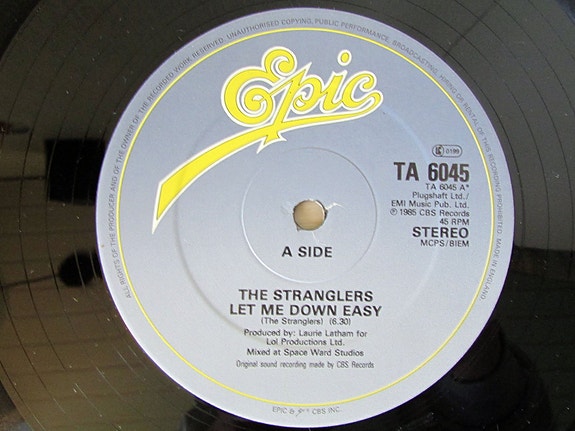 ALL RIGHTS OF THE PRODUCER AND OF THE OWNER OF THE RECORDED WORK RESERVED. UNAUTHORISED COPYING, PUBLIC PERFORMANCE, BROADCASTING, HIRING OR RENTAL OF THIS RECORDING PROHIBITED. MADE IN ENGLAND.
Epic
LC 0199
TA 6045
TA 6045 A*
Plugshaft Ltd./
EMI Music Pub. Ltd.
℗ 1985 CBS Records
45 RPM
STEREO
MCPS/BIEM
A SIDE
THE STRANGLERS
LET ME DOWN EASY
(The Stranglers) (6.30)
Produced by: Laurie Latham for
Lol Productions Ltd.
Mixed at Space Ward Studios
Original sound recording made by CBS Records
EPIC & CBS INC.